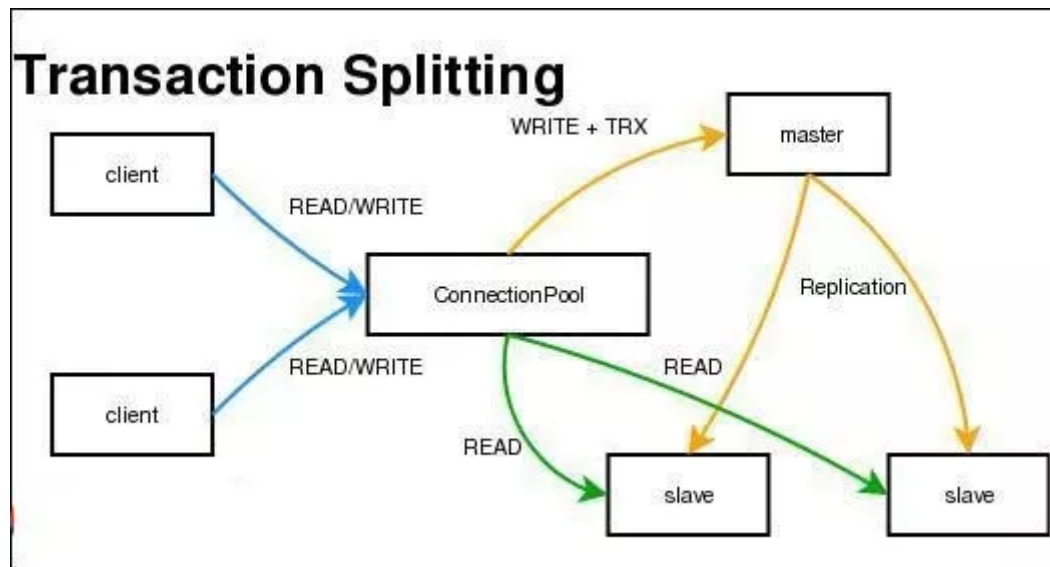 Transaction Splitting
WRITE + TRX
master
client
READ/WRITE
ConnectionPool
Replication
READ/WRITE
READ
client
READ
slave
slave